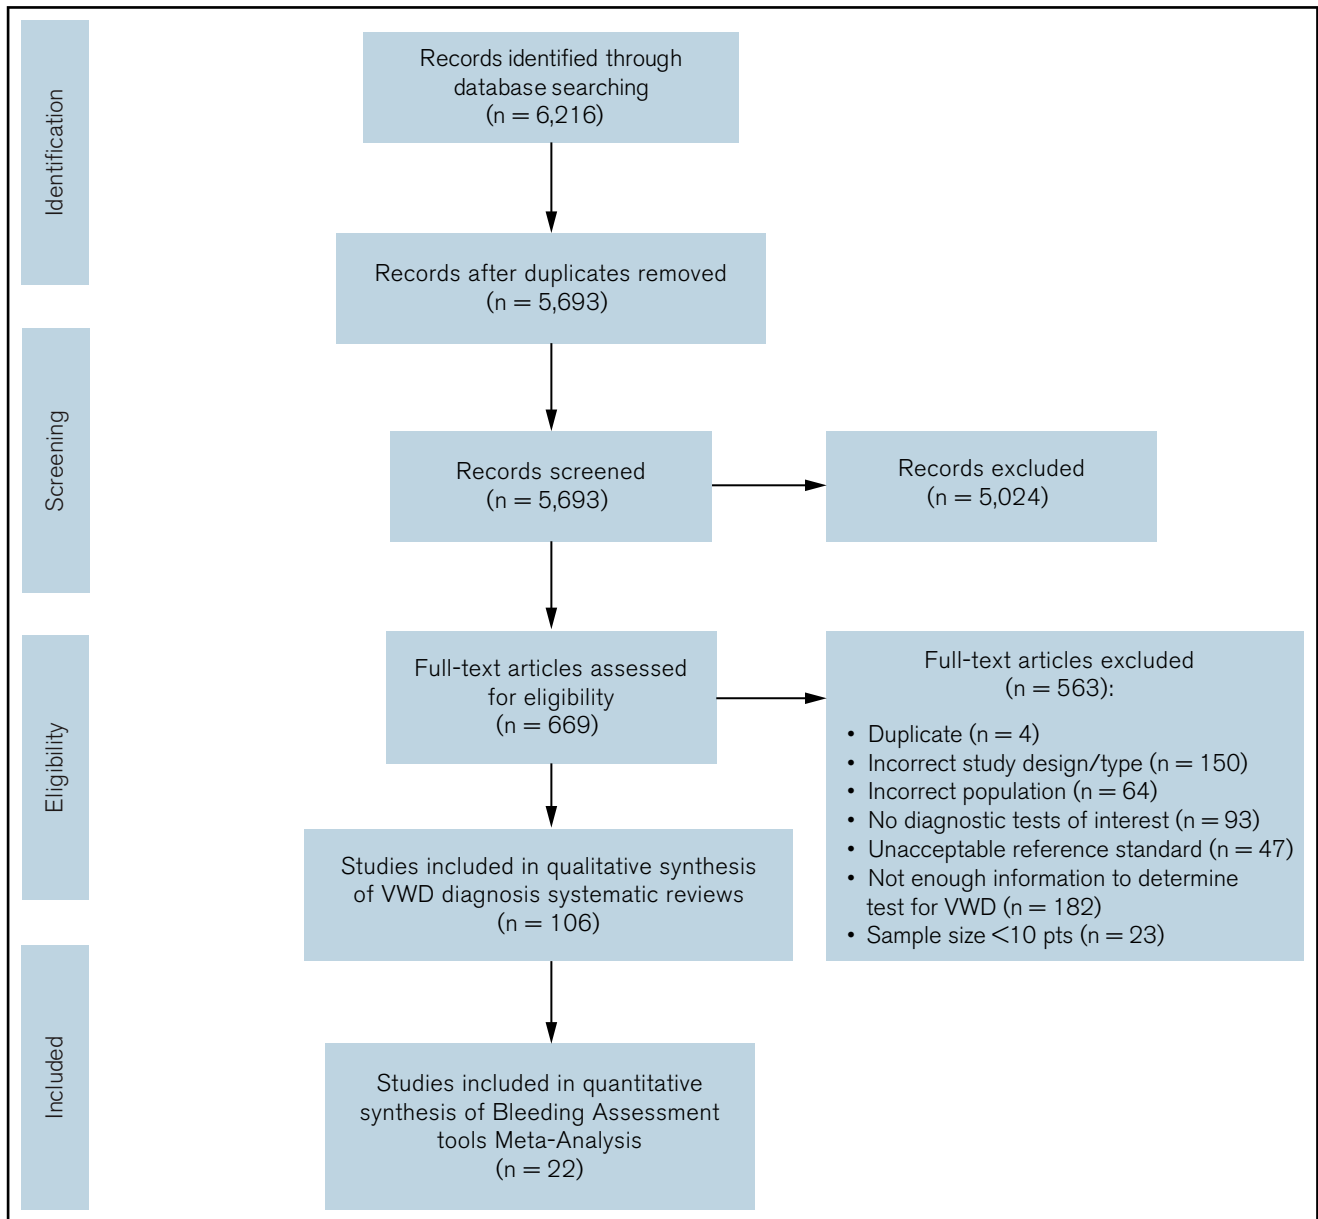 Identification
Records identified through
database searching
(n = 6,216)
Records after duplicates removed
(n = 5,693)
Screening
Records screened
(n = 5,693)
Records excluded
(n = 5,024)
Eligibility
Full-text articles assessed
for eligibility
(n = 669)
Full-text articles excluded
(n = 563):
• Duplicate (n = 4)
• Incorrect study design/type (n = 150)
• Incorrect population (n = 64)
• No diagnostic tests of interest (n = 93)
• Unacceptable reference standard (n = 47)
• Not enough information to determine
test for VWD (n = 182)
• Sample size <10 pts (n = 23)
Studies included in qualitative synthesis
of VWD diagnosis systematic reviews
(n = 106)
Included
Studies included in quantitative
synthesis of Bleeding Assessment
tools Meta-Analysis
(n = 22)